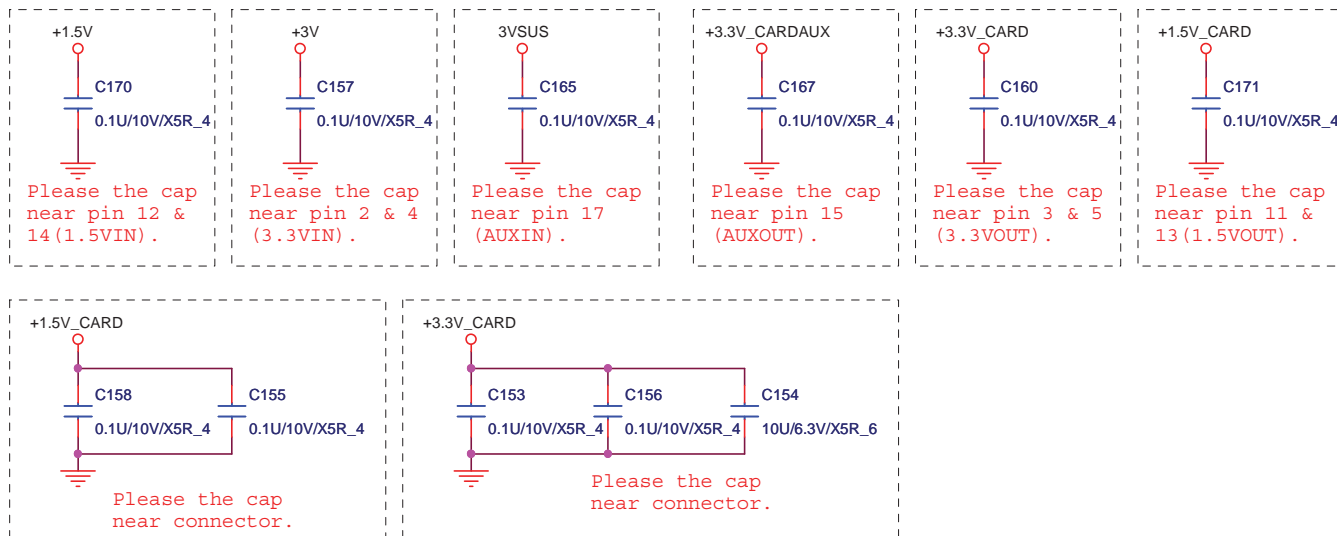 +1.5V
C170
0.1U/10V/X5R_4
Please the cap
near pin 12 &
14(1.5VIN).
+3V
C157
0.1U/10V/X5R_4
Please the cap
near pin 2 & 4
(3.3VIN).
3VSUS
C165
0.1U/10V/X5R_4
Please the cap
near pin 17
(AUXIN).
+3.3V_CARDAUX
C167
0.1U/10V/X5R_4
Please the cap
near pin 15
(AUXOUT).
+3.3V_CARD
C160
0.1U/10V/X5R_4
Please the cap
near pin 3 & 5
(3.3VOUT).
+1.5V_CARD
C171
0.1U/10V/X5R_4
Please the cap
near pin 11 &
13(1.5VOUT).
+1.5V_CARD
C158
0.1U/10V/X5R_4
C155
0.1U/10V/X5R_4
Please the cap
near connector.
+3.3V_CARD
C153
0.1U/10V/X5R_4
C156
0.1U/10V/X5R_4
C154
10U/6.3V/X5R_6
Please the cap
near connector.